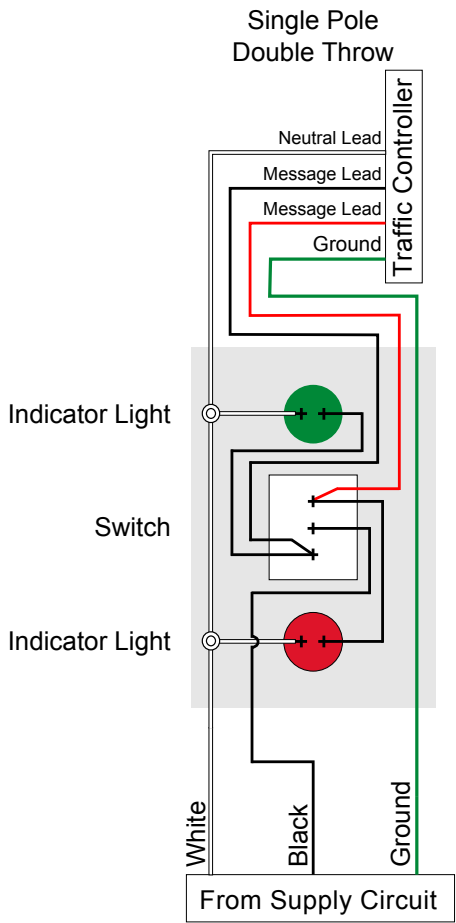 Single Pole
Double Throw
Traffic Controller
Neutral Lead
Message Lead
Message Lead
Ground
Indicator Light
Switch
Indicator Light
White
Black
Ground
From Supply Circuit